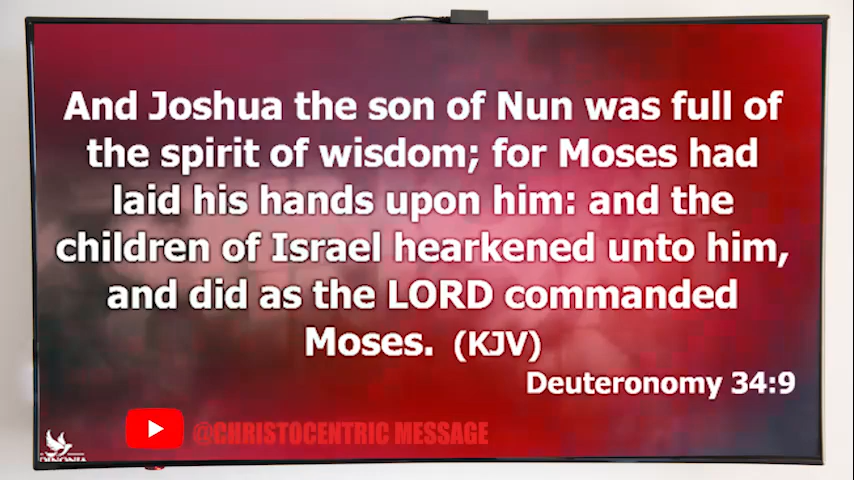 And Joshua the son of Nun was full of
the spirit of wisdom; for Moses had
laid his hands upon him: and the
children of Israel hearkened unto him,
and did as the LORD commanded
Moses. (KJV)
Deuteronomy 34:9
@CHRISTOCENTRIC MESSAGE